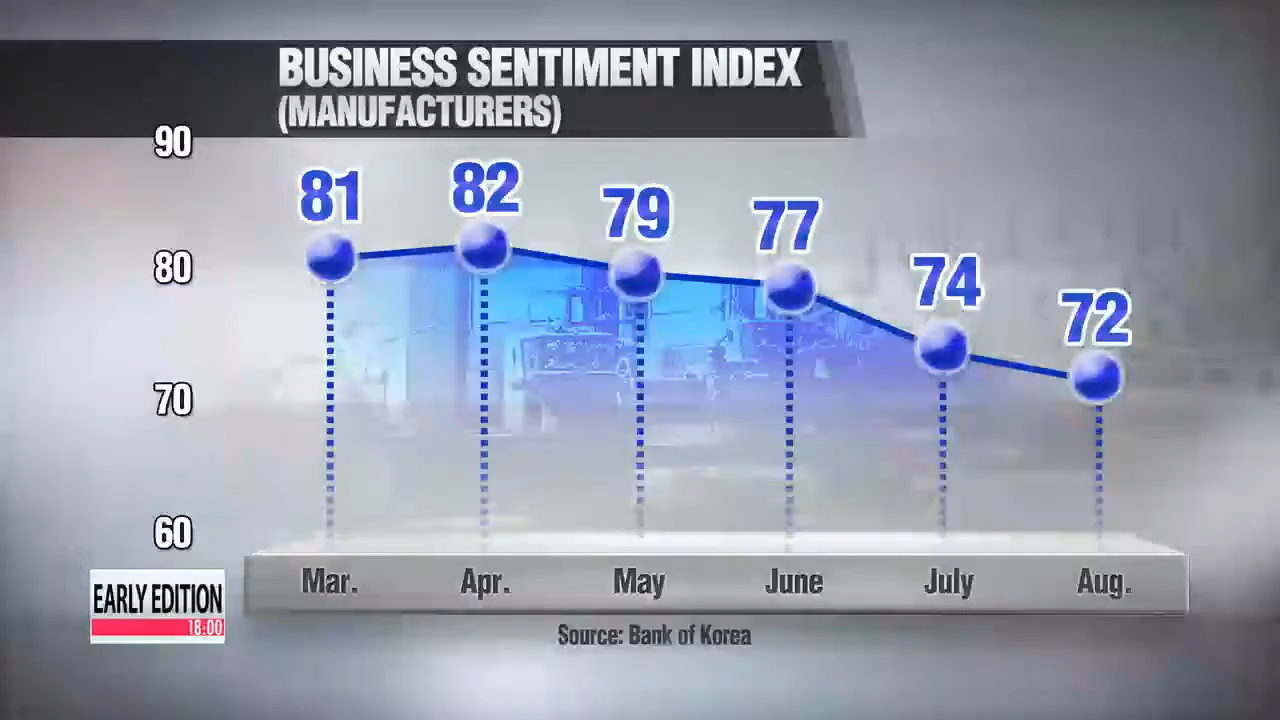 BUSINESS SENTIMENT INDEX
(MANUFACTURERS)
90
80
70
60
81
82
79
77
74
72
Mar.
Apr.
May
June
July
Aug.
EARLY EDITION
18:00
Source: Bank of Korea